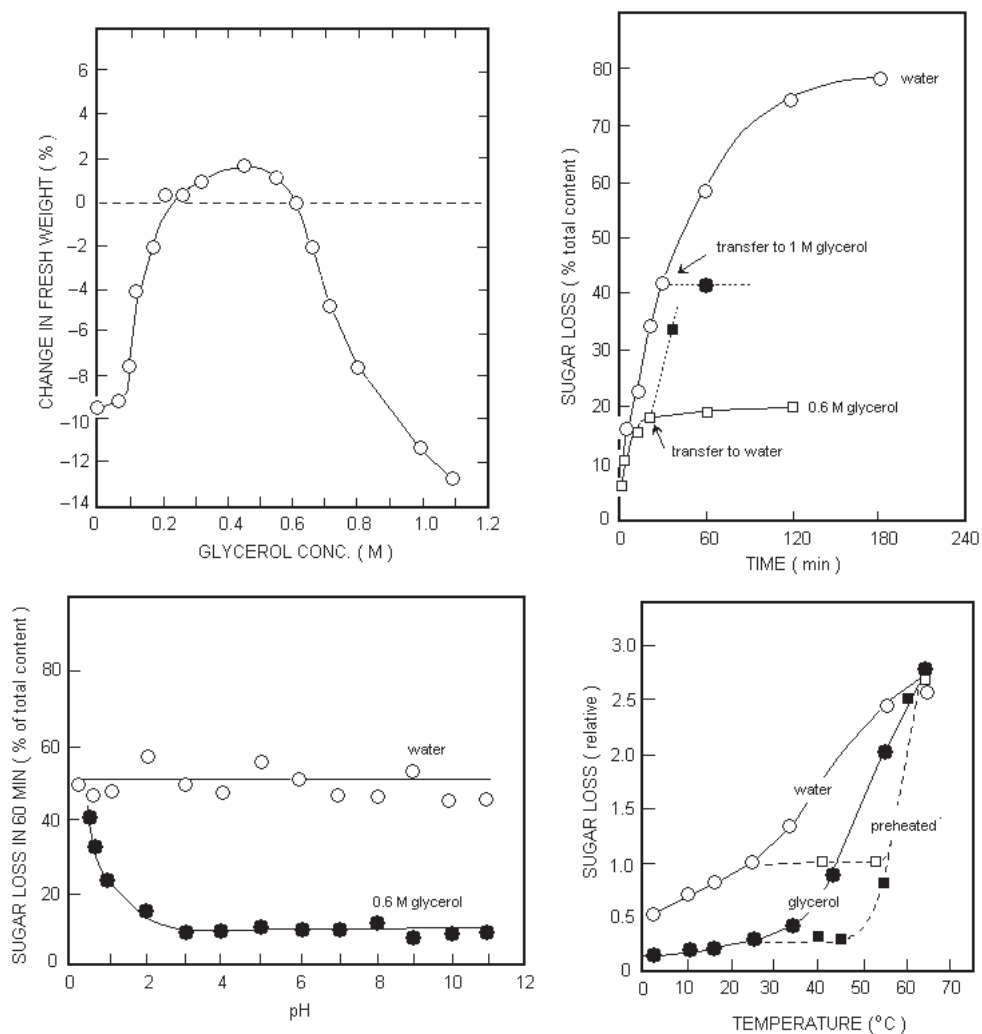 CHANGE IN FRESH WEIGHT ( % )
6
4
2
0
–2
–4
–6
–8
–10
–12
–14
0 0.2 0.4 0.6 0.8 1.0 1.2
GLYCEROL CONC. ( M )
SUGAR LOSS ( % total content )
80
70
60
50
40
30
20
10
0
water
transfer to 1 M glycerol
0.6 M glycerol
transfer to water
0 60 120 180 240
TIME ( min )
SUGAR LOSS IN 60 MIN ( % of total content )
80
60
40
20
0
water
0.6 M glycerol
0 2 4 6 8 10 12
pH
SUGAR LOSS ( relative )
3.0
2.5
2.0
1.5
1.0
0.5
0
water
preheated
glycerol
0 10 20 30 40 50 60 70
TEMPERATURE (°C )